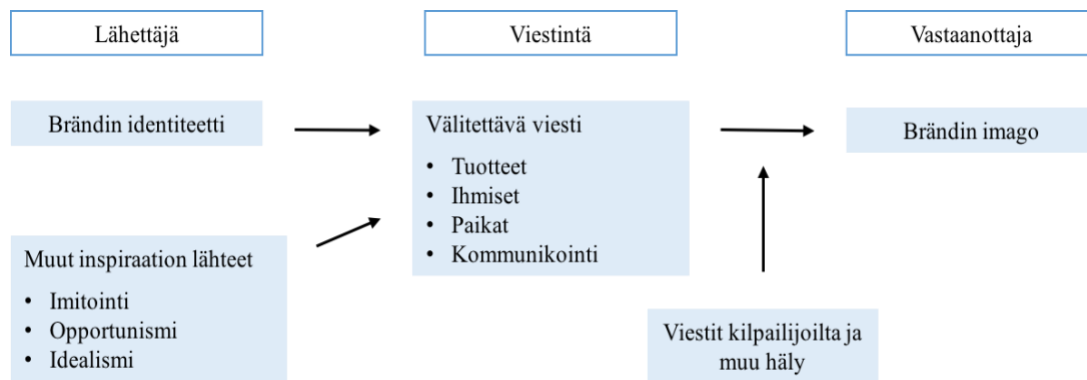 Lähettäjä
Viestintä
Vastaanottaja
Brändin identiteetti
Välitettävä viesti
• Tuotteet
• Ihmiset
• Paikat
• Kommunikointi
Brändin imago
Muut inspiraation lähteet
• Imitointi
• Opportunismi
• Idealismi
Viestit kilpailijoilta ja
muu häly